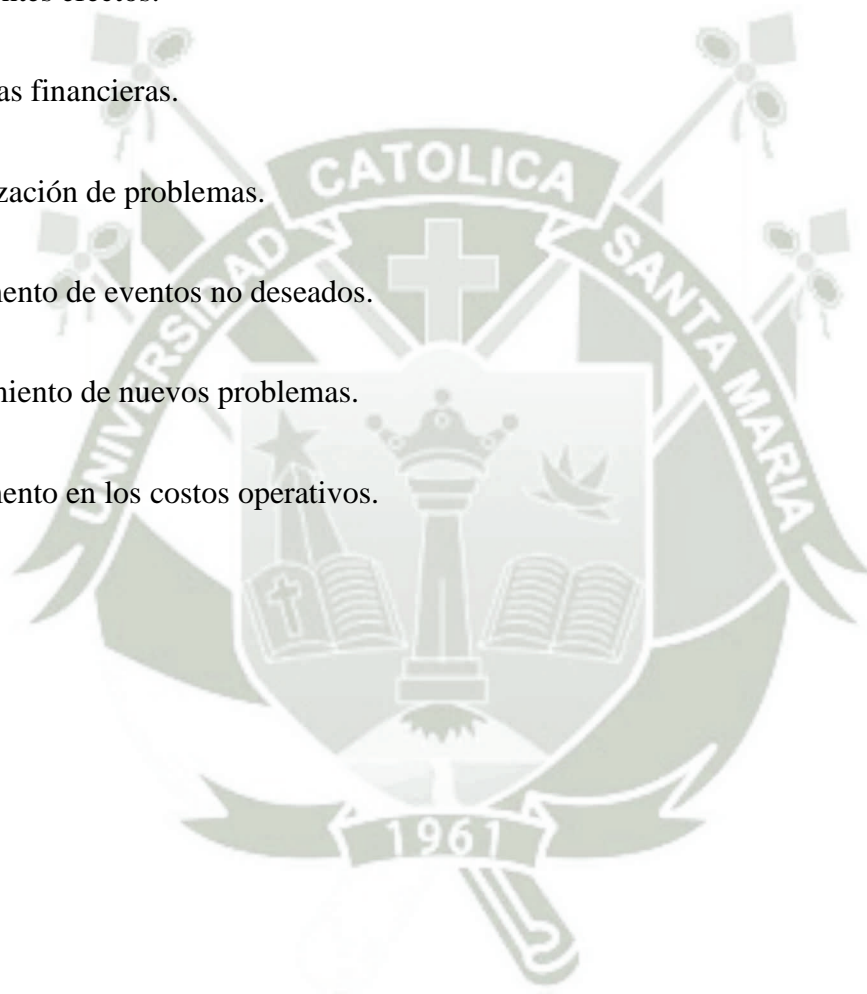 ntes efectos.
as financieras.
zación de problemas.
mento de eventos no deseados.
miento de nuevos problemas.
mento en los costos operativos.
UNIVERSIDAD CATOLICA SANTA MARIA
1961